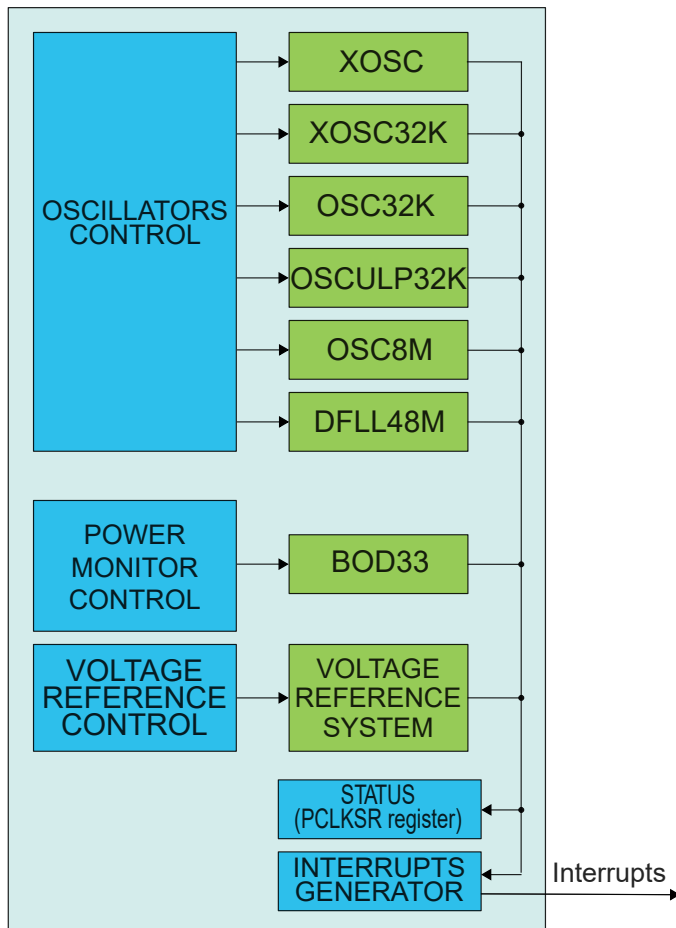 OSCILLATORS
CONTROL
XOSC
XOSC32K
OSC32K
OSCULP32K
OSC8M
DFLL48M
POWER
MONITOR
CONTROL
BOD33
VOLTAGE
REFERENCE
CONTROL
VOLTAGE
REFERENCE
SYSTEM
STATUS
(PCLKSR register)
INTERRUPTS
GENERATOR
Interrupts